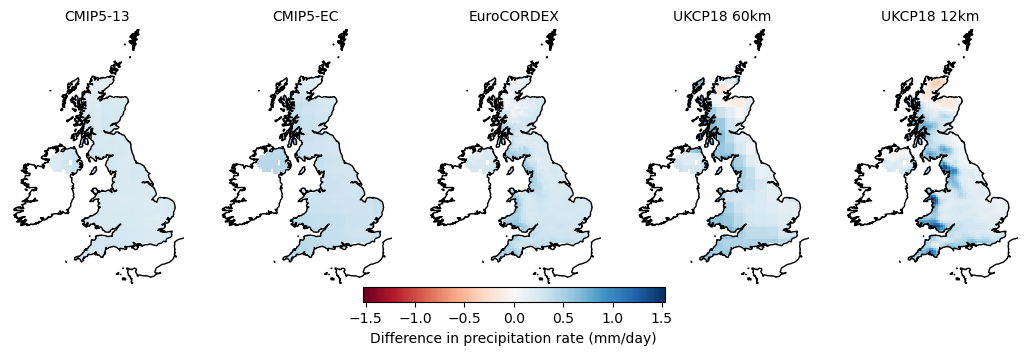 CMIP5-13 CMIP5-EC EuroCORDEX UKCP18 60km UKCP18 12km
−1.5 −1.0 −0.5 0.0 0.5 1.0 1.5
Difference in precipitation rate (mm/day)